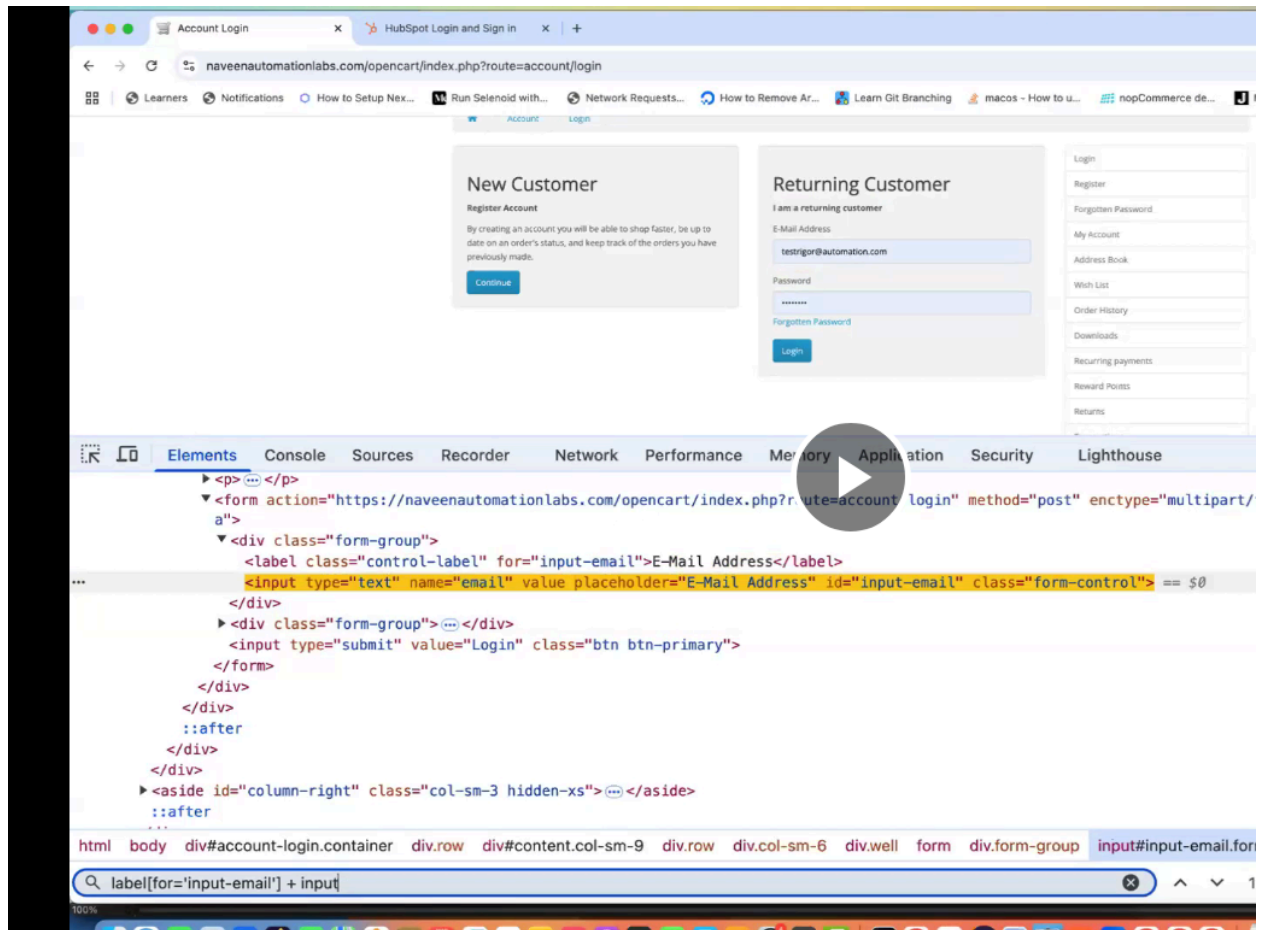 Account Login × HubSpot Login and Sign in × +
naveenautomationlabs.com/opencart/index.php?route=account/login
Learners Notifications How to Setup Nex... Run Selenoid with... Network Requests... How to Remove Ar... Learn Git Branching macos - How to u... nopCommerce de...
Account Login
New Customer
Register Account
By creating an account you will be able to shop faster, be up to
date on an order's status, and keep track of the orders you have
previously made.
Continue
Returning Customer
I am a returning customer
E-Mail Address
testrigor@automation.com
Password
••••••••
Forgotten Password
Login
Login
Register
Forgotten Password
My Account
Address Book
Wish List
Order History
Downloads
Recurring payments
Reward Points
Returns
Elements Console Sources Recorder Network Performance Memory Application Security Lighthouse
<p>…</p>
<form action="https://naveenautomationlabs.com/opencart/index.php?route=account login" method="post" enctype="multipart/
a">
<div class="form-group">
<label class="control-label" for="input-email">E-Mail Address</label>
... <input type="text" name="email" value placeholder="E-Mail Address" id="input-email" class="form-control"> == $0
</div>
<div class="form-group">…</div>
<input type="submit" value="Login" class="btn btn-primary">
</form>
</div>
</div>
::after
</div>
</div>
<aside id="column-right" class="col-sm-3 hidden-xs">…</aside>
::after
html body div#account-login.container div.row div#content.col-sm-9 div.row div.col-sm-6 div.well form div.form-group input#input-email.for
label[for='input-email'] + input 1
100%